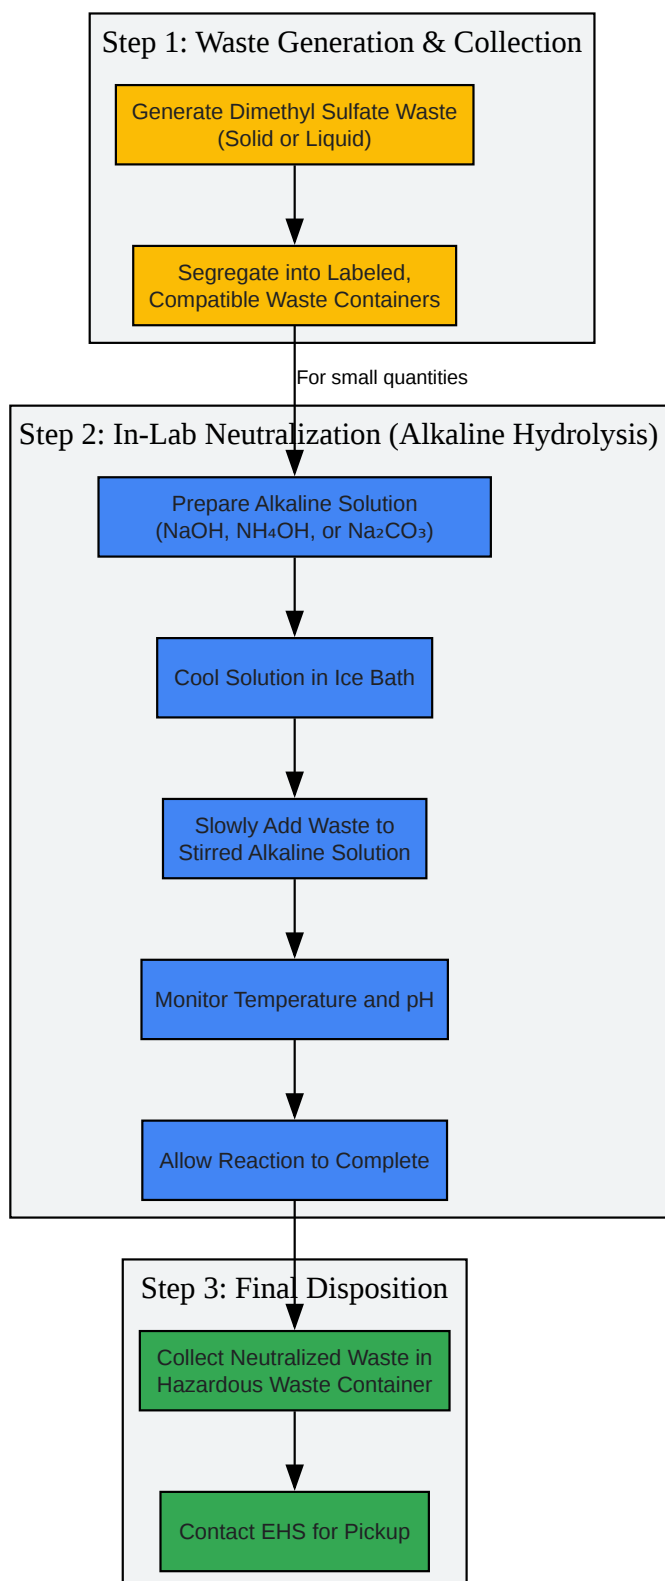 Step 1: Waste Generation & Collection
Generate Dimethyl Sulfate Waste
(Solid or Liquid)
Segregate into Labeled,
Compatible Waste Containers
For small quantities
Step 2: In-Lab Neutralization (Alkaline Hydrolysis)
Prepare Alkaline Solution
(NaOH, NH₄OH, or Na₂CO₃)
Cool Solution in Ice Bath
Slowly Add Waste to
Stirred Alkaline Solution
Monitor Temperature and pH
Allow Reaction to Complete
Step 3: Final Disposition
Collect Neutralized Waste in
Hazardous Waste Container
Contact EHS for Pickup